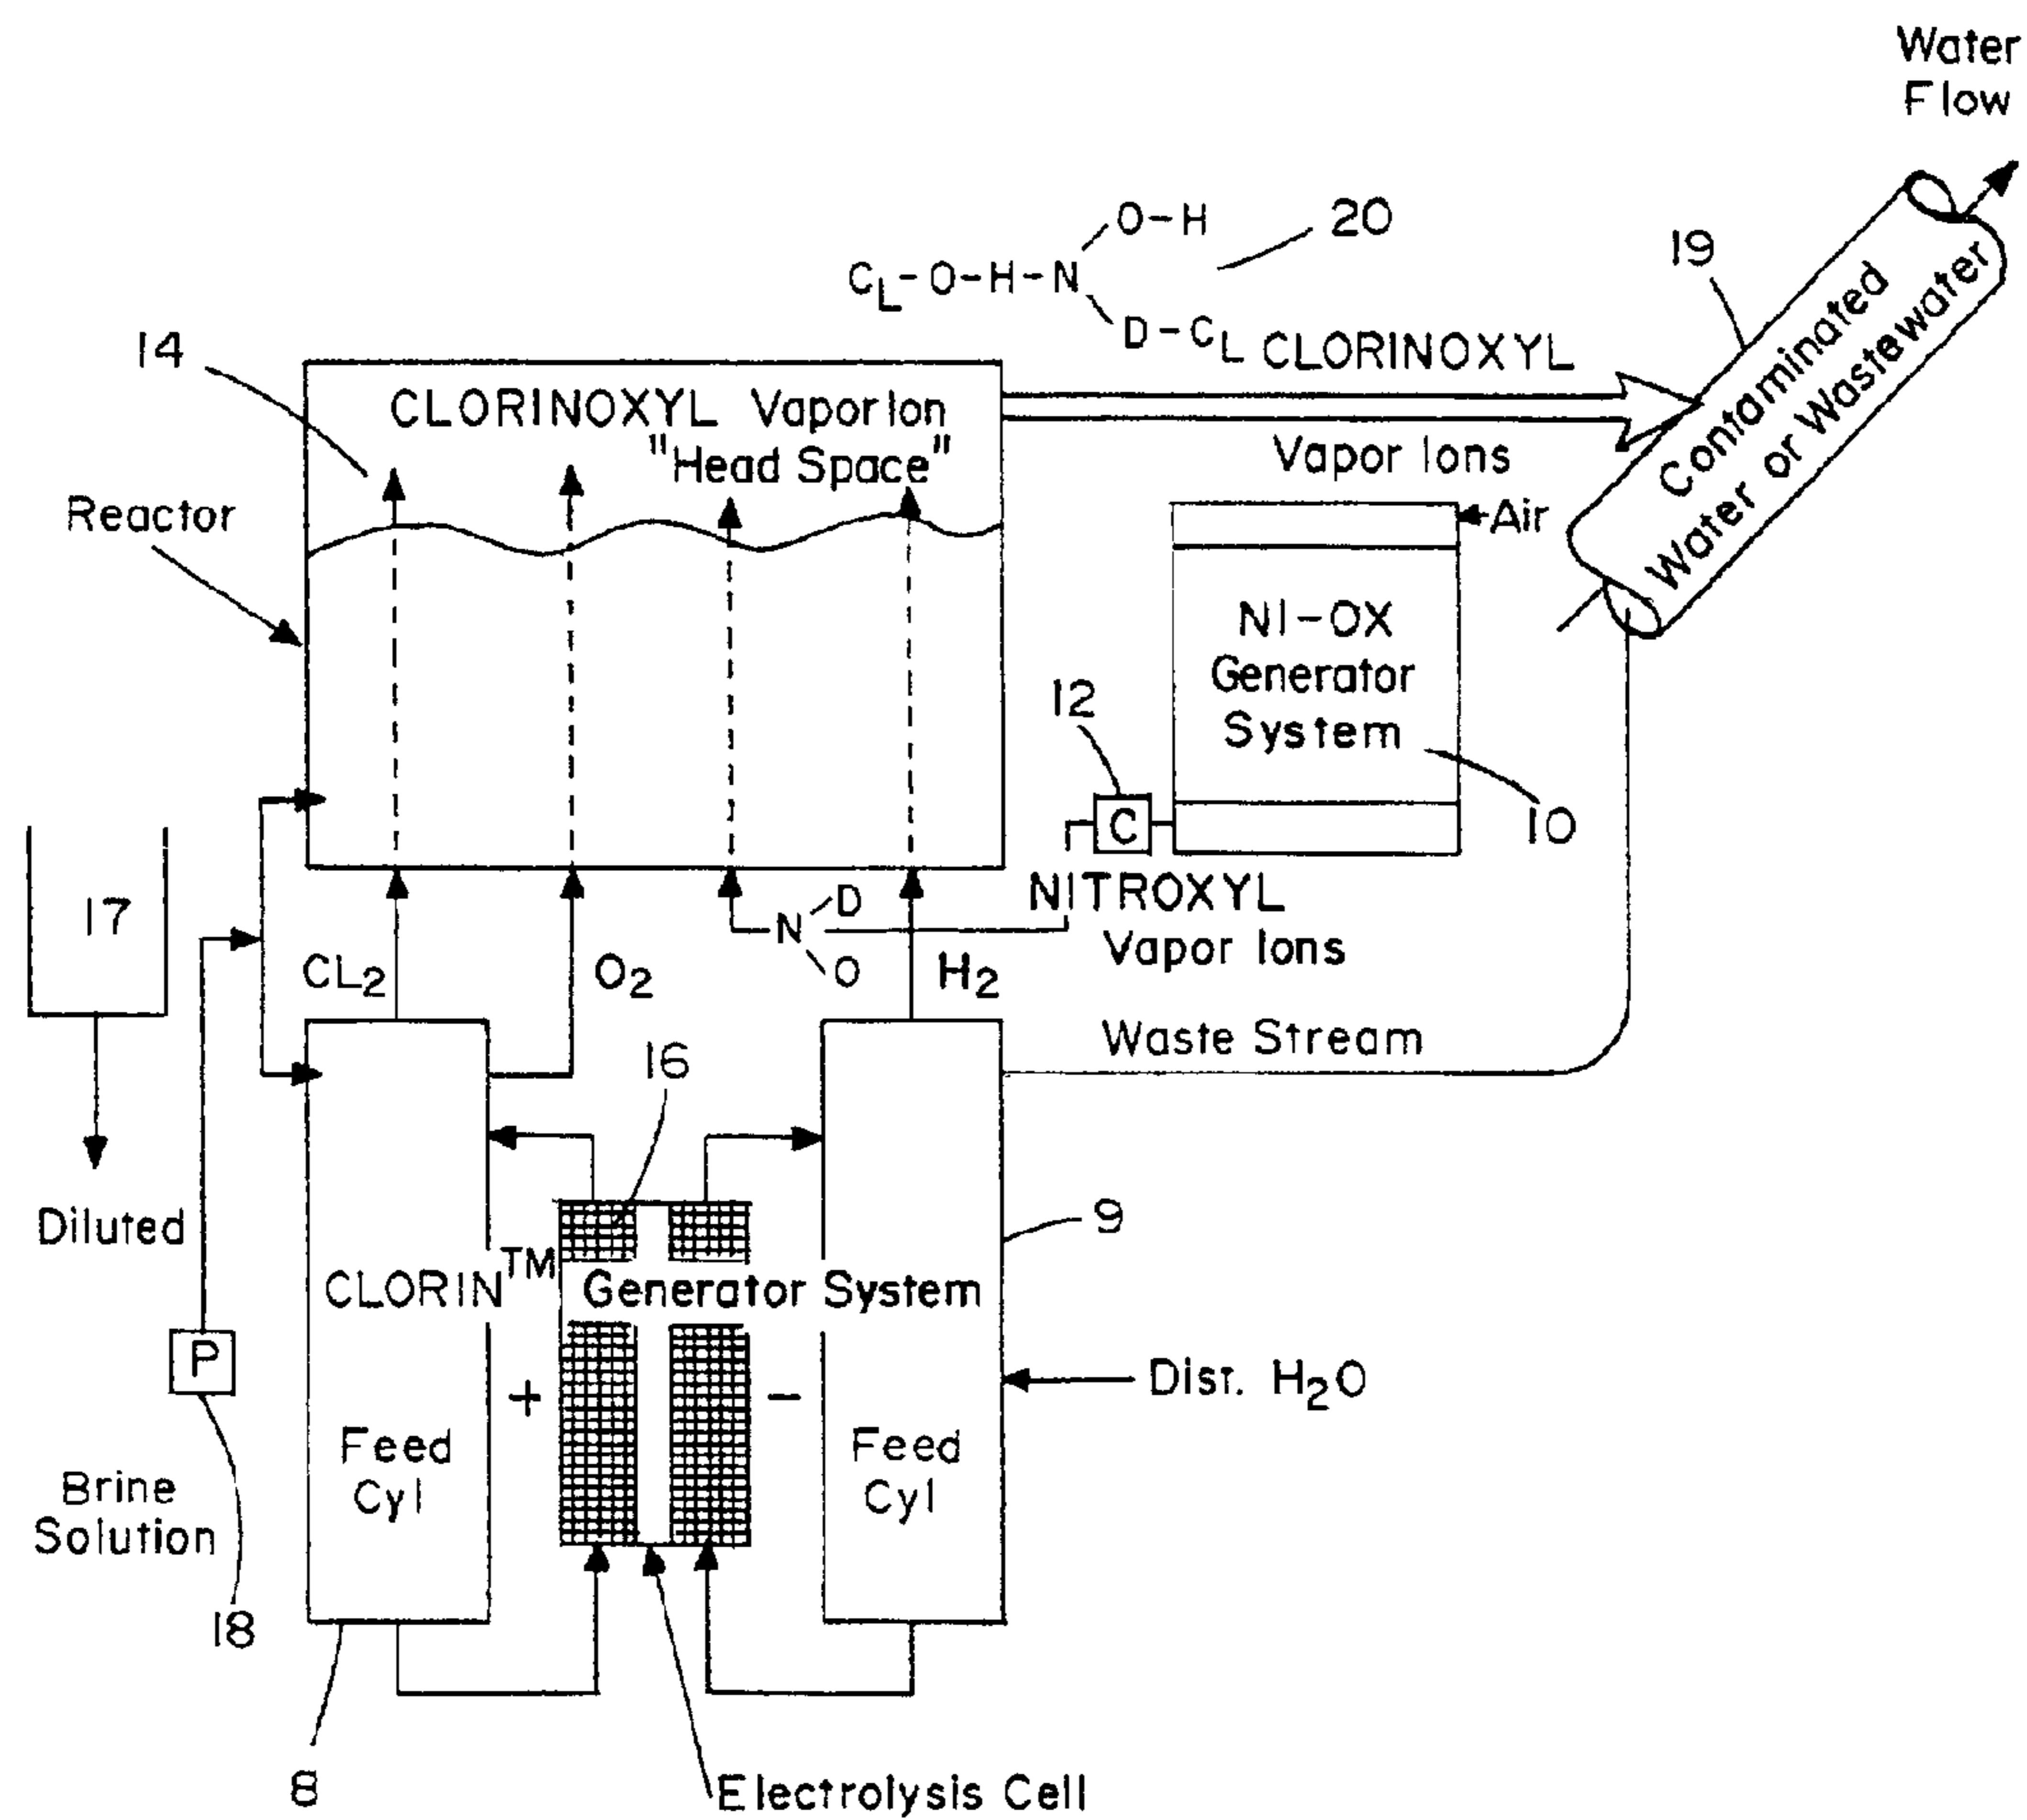 Water
Flow
O-H
20
CL-O-H-N
19
D-CL
CLORINOXYL
14
CLORINOXYL Vapor Ion
"Head Space"
Vapor Ions
Contaminated
Water or Wastewater
Reactor
Air
NI-OX
Generator
System
12
C
10
17
NITROXYL
Vapor Ions
D
N
O
CL2
O2
H2
Waste Stream
16
Diluted
9
CLORIN™ Generator System
P
+
-
Dist. H2O
Feed
Cyl
Feed
Cyl
Brine
Solution
18
8
Electrolysis Cell